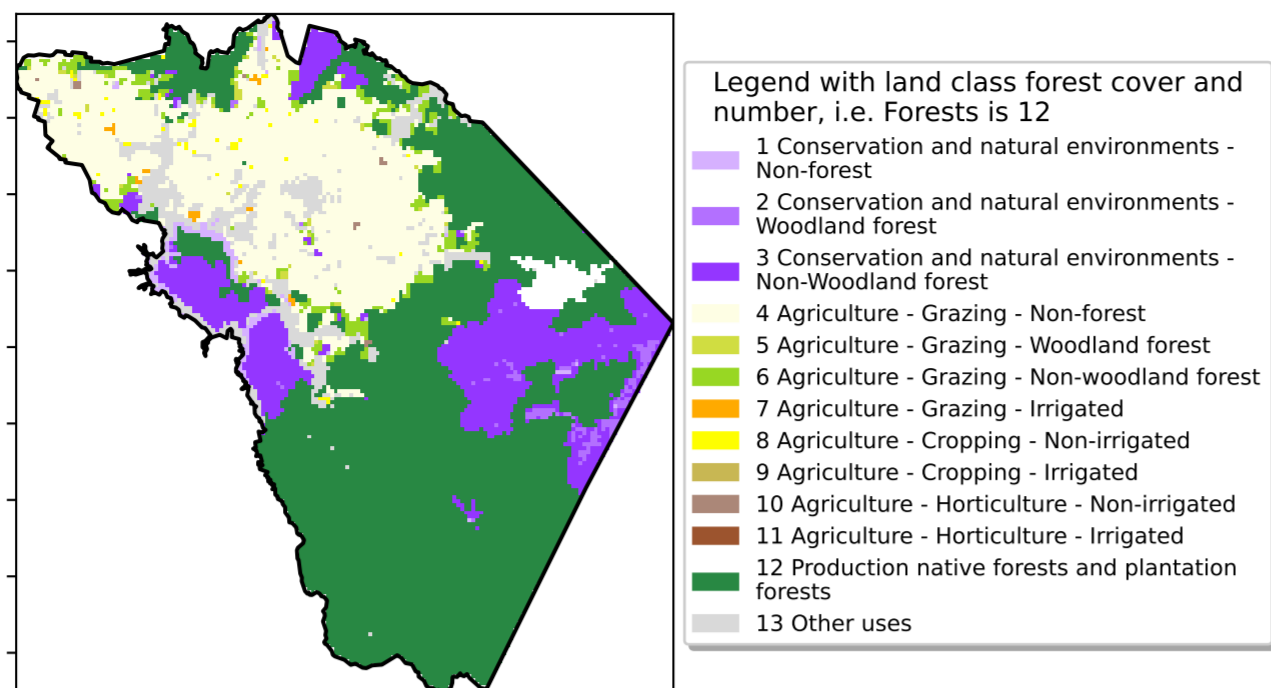 Legend with land class forest cover and
number, i.e. Forests is 12
1 Conservation and natural environments -
Non-forest
2 Conservation and natural environments -
Woodland forest
3 Conservation and natural environments -
Non-Woodland forest
4 Agriculture - Grazing - Non-forest
5 Agriculture - Grazing - Woodland forest
6 Agriculture - Grazing - Non-woodland forest
7 Agriculture - Grazing - Irrigated
8 Agriculture - Cropping - Non-irrigated
9 Agriculture - Cropping - Irrigated
10 Agriculture - Horticulture - Non-irrigated
11 Agriculture - Horticulture - Irrigated
12 Production native forests and plantation
forests
13 Other uses